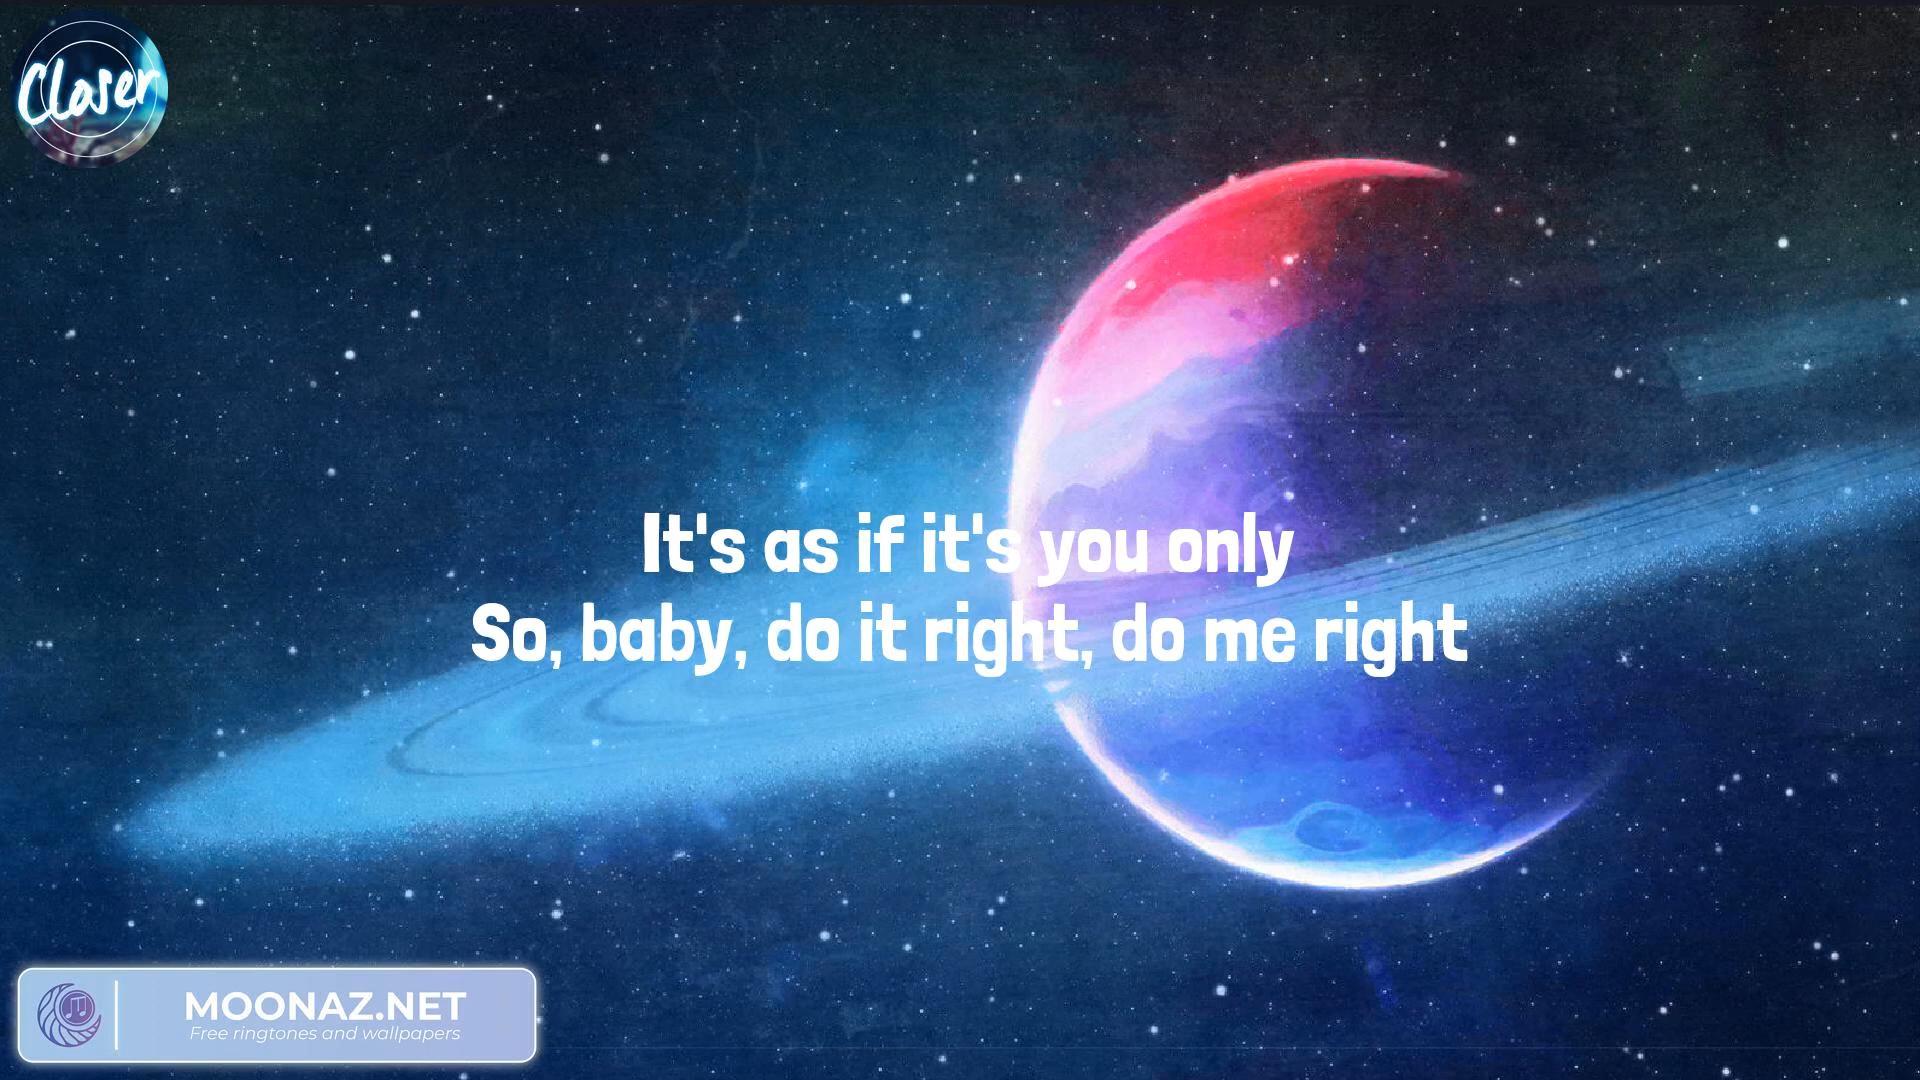 Closer
It's as if it's you only
So, baby, do it right, do me right
MOONAZ.NET
Free ringtones and wallpapers